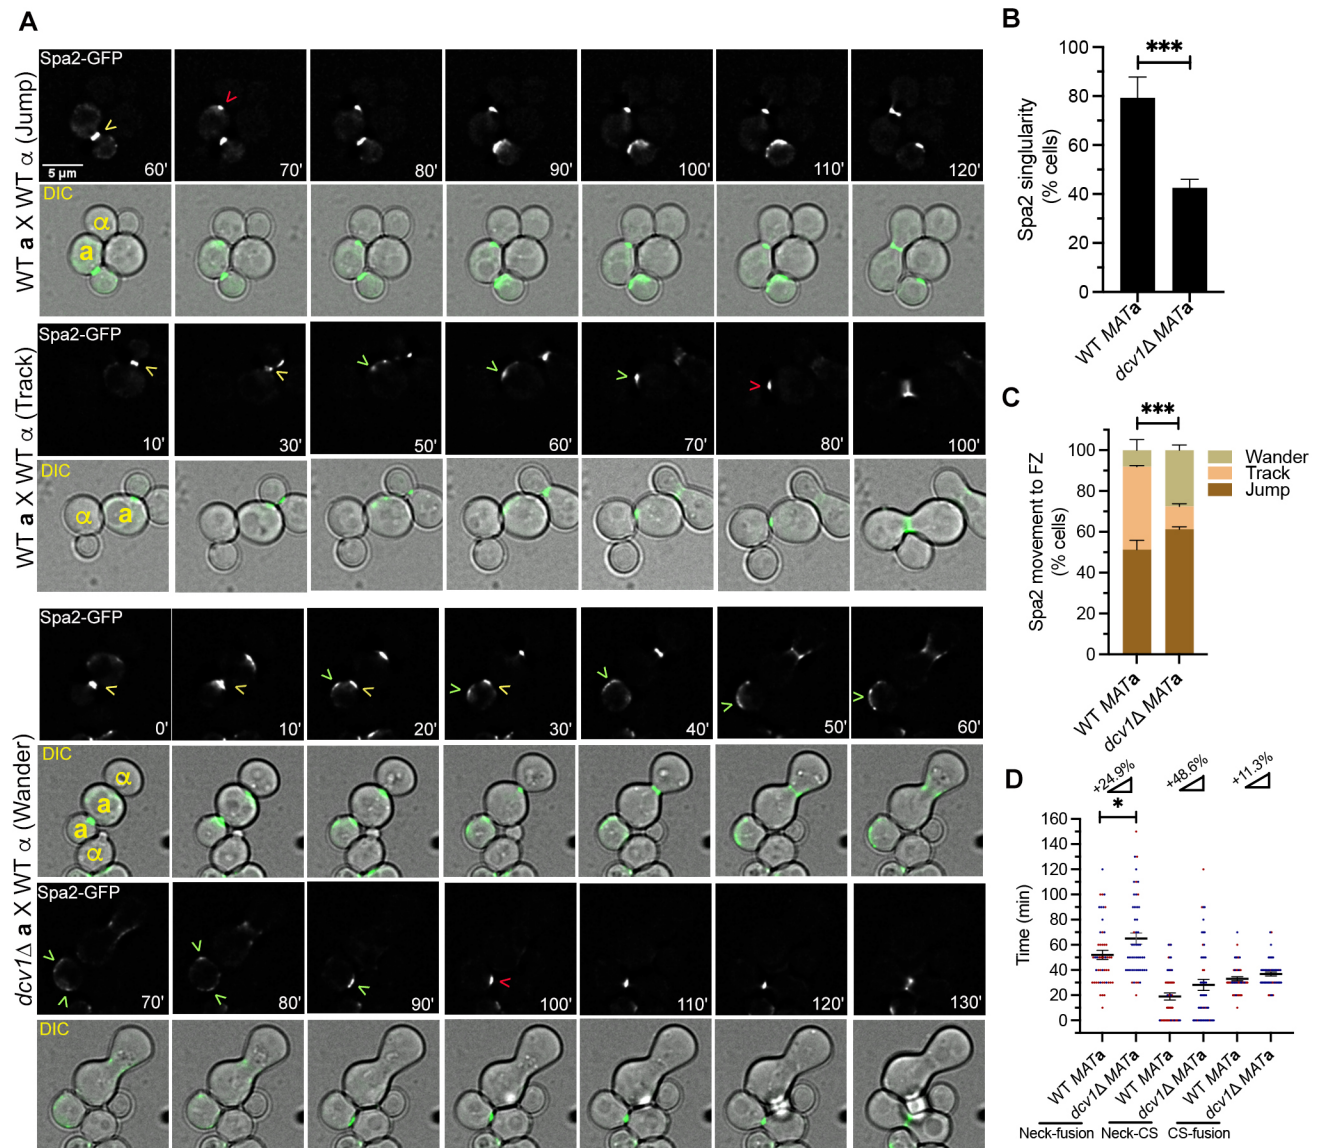 A
WT a X WT α (Jump)
Spa2-GFP
5 µm
60'
70'
80'
90'
100'
110'
120'
DIC
α
a
WT a X WT α (Track)
Spa2-GFP
10'
30'
50'
60'
70'
80'
100'
DIC
α
a
dcv1Δ a X WT α (Wander)
Spa2-GFP
0'
10'
20'
30'
40'
50'
60'
DIC
α
a
a
α
Spa2-GFP
70'
80'
90'
100'
110'
120'
130'
DIC
B
***
Spa2 singlularity
(% cells)
100
80
60
40
20
0
WT MATa
dcv1Δ MATa
C
***
Spa2 movement to FZ
(% cells)
100
80
60
40
20
0
Wander
Track
Jump
WT MATa
dcv1Δ MATa
D
+24.9%
+48.6%
+11.3%
*
Time (min)
160
140
120
100
80
60
40
20
0
WT MATa
dcv1Δ MATa
WT MATa
dcv1Δ MATa
WT MATa
dcv1Δ MATa
Neck-fusion
Neck-CS
CS-fusion